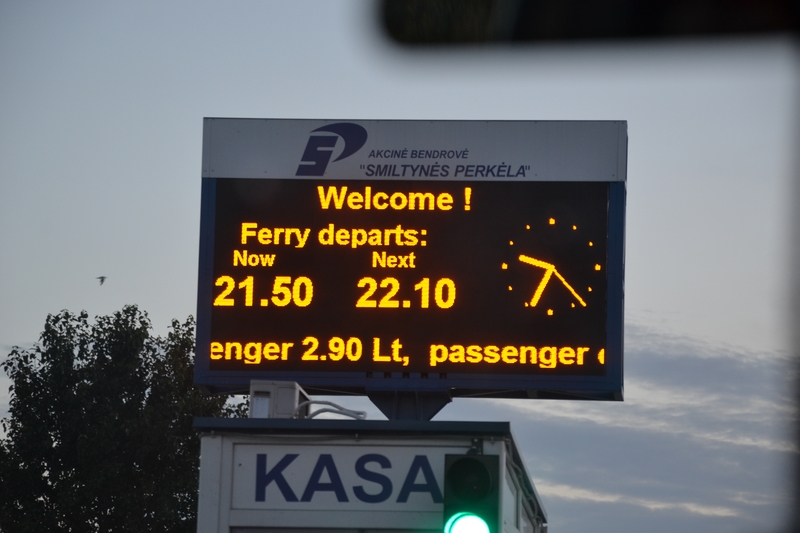 AKCINĖ BENDROVĖ
"SMILTYNĖS PERKĖLA"
Welcome !
Ferry departs:
Now Next
21.50 22.10
enger 2.90 Lt, passenger
KASA